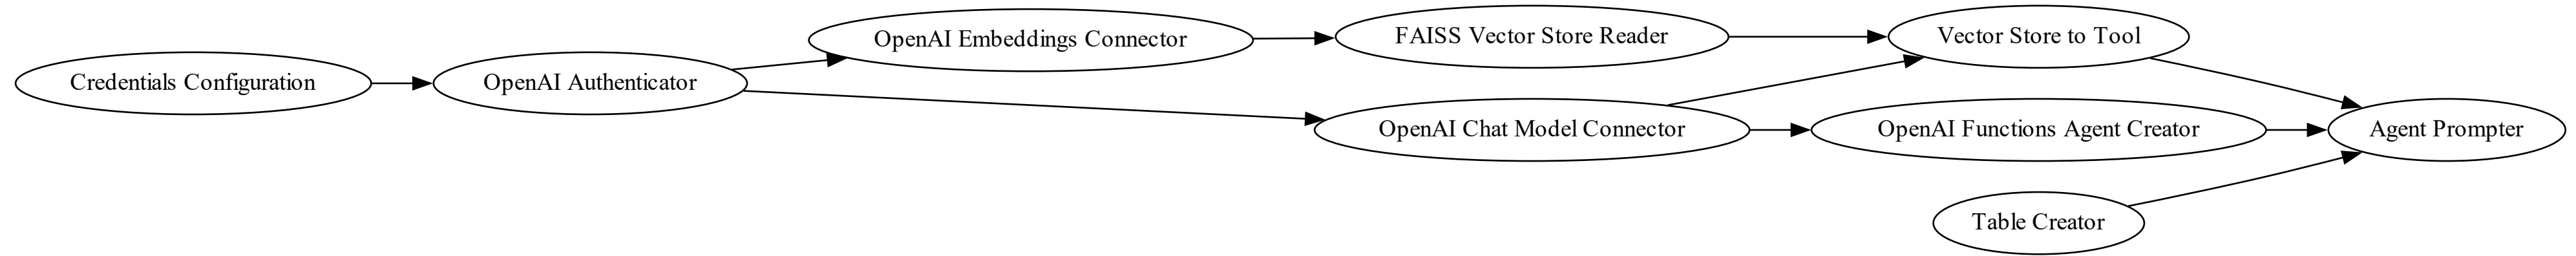 Credentials Configuration
OpenAI Authenticator
OpenAI Embeddings Connector
FAISS Vector Store Reader
Vector Store to Tool
OpenAI Chat Model Connector
OpenAI Functions Agent Creator
Agent Prompter
Table Creator